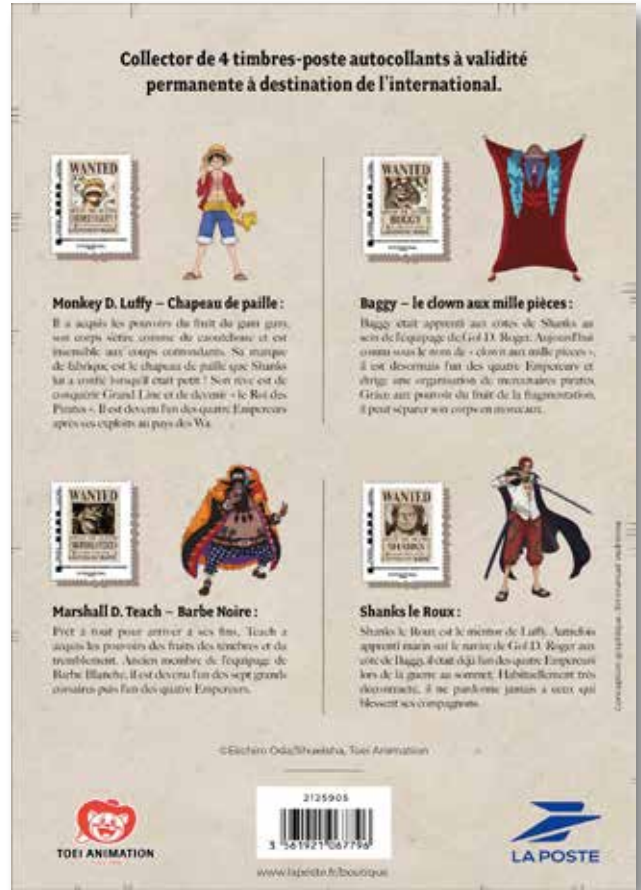 Collector de 4 timbres-poste autocollants à validité
permanente à destination de l'international.
WANTED
WANTED
BUGGY
Monkey D. Luffy – Chapeau de paille :
Il a acquis les pouvoirs du fruit du gum gum,
son corps s'étire comme du caoutchouc et est
insensible aux corps contondants. Sa marque
de fabrique est le chapeau de paille que Shanks
lui a confié lorsqu'il était petit ! Son rêve est de
conquérir Grand Line et de devenir « le Roi des
Pirates ». Il est devenu l'un des quatre Empereurs
après ses exploits au pays des Wa.
Baggy – le clown aux mille pièces :
Baggy était apprenti aux côtés de Shanks au
sein de l'équipage de Gol D. Roger. Aujourd'hui
connu sous le nom de « clown aux mille pièces »,
il est désormais l'un des quatre Empereurs et
dirige une organisation de mercenaires pirates.
Grâce aux pouvoir du fruit de la fragmentation,
il peut séparer son corps en morceaux.
WANTED
WANTED
SHANKS
Marshall D. Teach – Barbe Noire :
Prêt à tout pour arriver à ses fins, Teach a
acquis les pouvoirs des fruits des ténèbres et du
tremblement. Ancien membre de l'équipage de
Barbe Blanche, il est devenu l'un des sept grands
corsaires puis l'un des quatre Empereurs.
Shanks le Roux :
Shanks le Roux est le mentor de Luffy. Autrefois
apprenti marin sur le navire de Gol D. Roger aux
côté de Baggy, il était déjà l'un des quatre Empereurs
lors de la guerre au sommet. Habituellement très
décontracté, il ne pardonne jamais à ceux qui
blessent ses compagnons.
Conception graphique : Emmanuel
©Eiichiro Oda/Shueisha, Toei Animation
2125905
3 561921 067796
TOEI ANIMATION
LA POSTE
www.laposte.fr/boutique